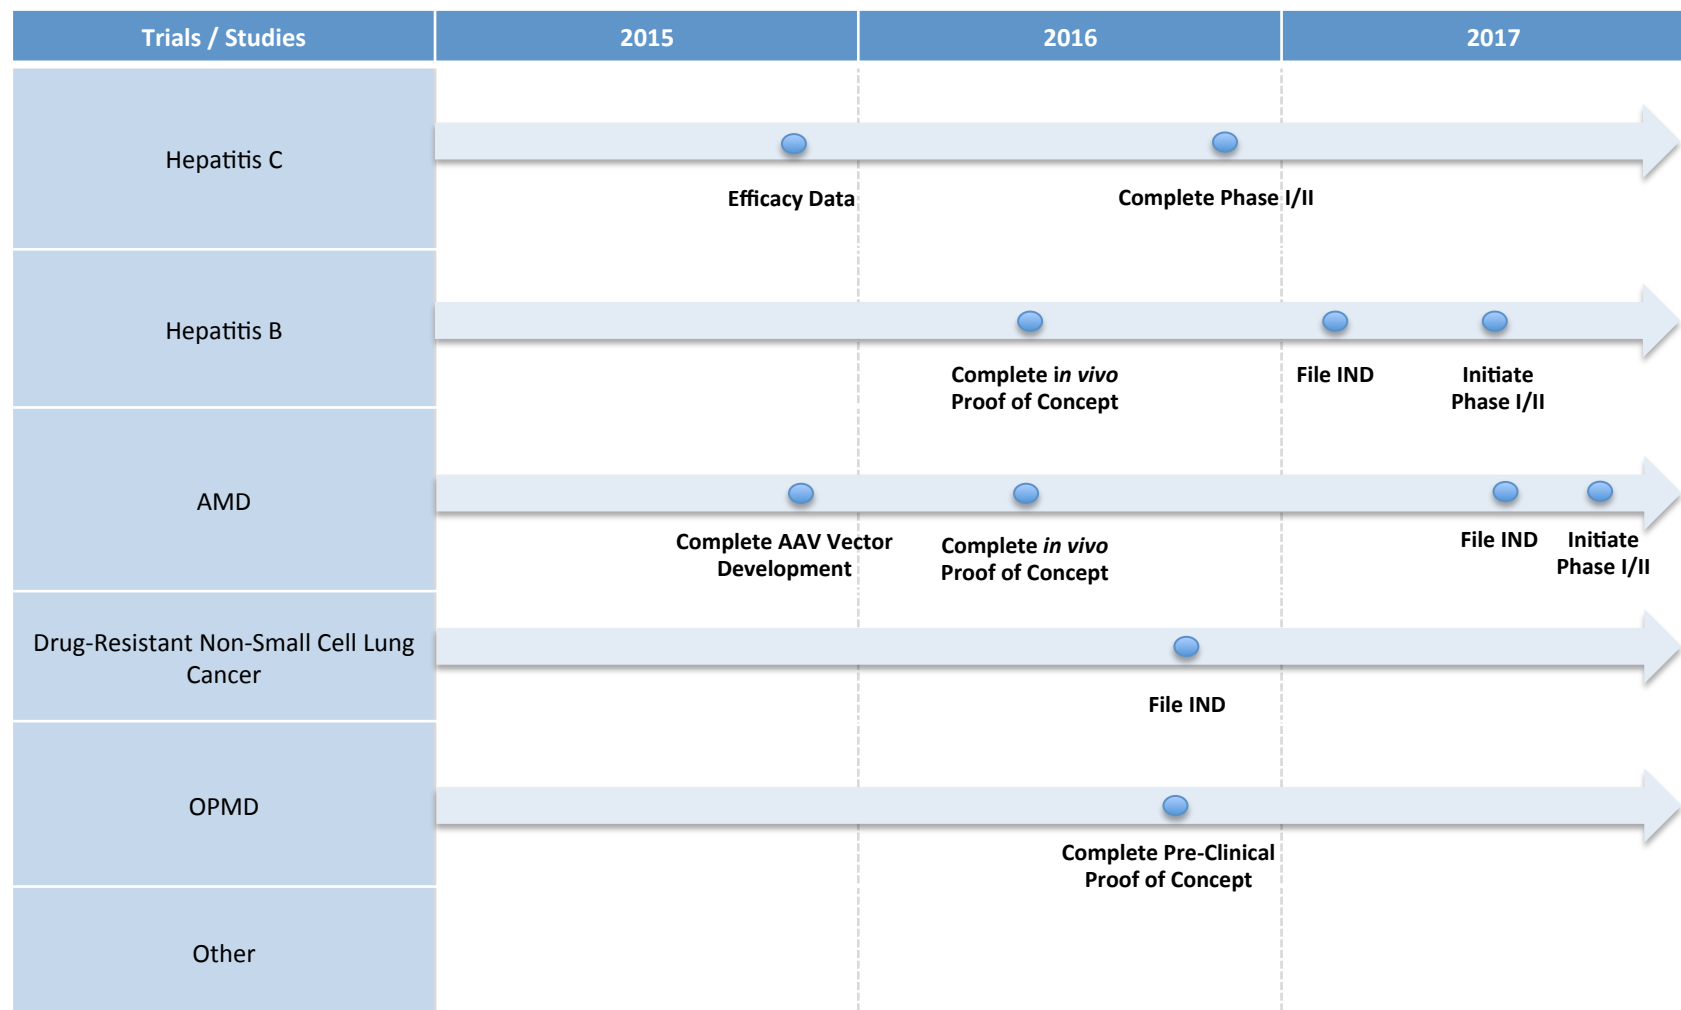 Trials / Studies 2015 2016 2017
Hepatitis C
Efficacy Data Complete Phase I/II
Hepatitis B
Complete in vivo File IND Initiate
Proof of Concept Phase I/II
AMD
Complete AAV Vector Complete in vivo File IND Initiate
Development Proof of Concept Phase I/II
Drug-Resistant Non-Small Cell Lung
Cancer
File IND
OPMD
Complete Pre-Clinical
Proof of Concept
Other